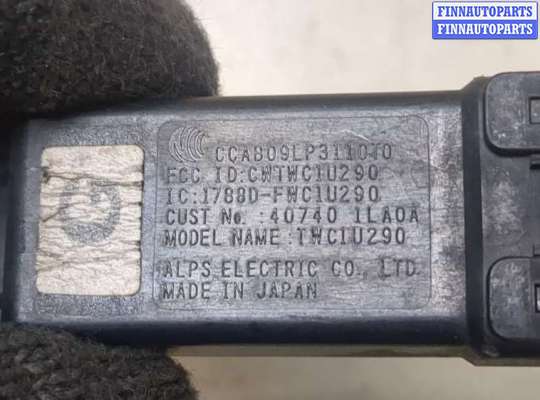 FINNAUTOPARTS
FINNAUTOPARTS
CCAB09LP3110T0
FCC ID:CWTWC1U290
IC:1788D-FWC1U290
CUST No. :40740 1LA0A
MODEL NAME :TWC1U290
ALPS ELECTRIC CO., LTD.
MADE IN JAPAN